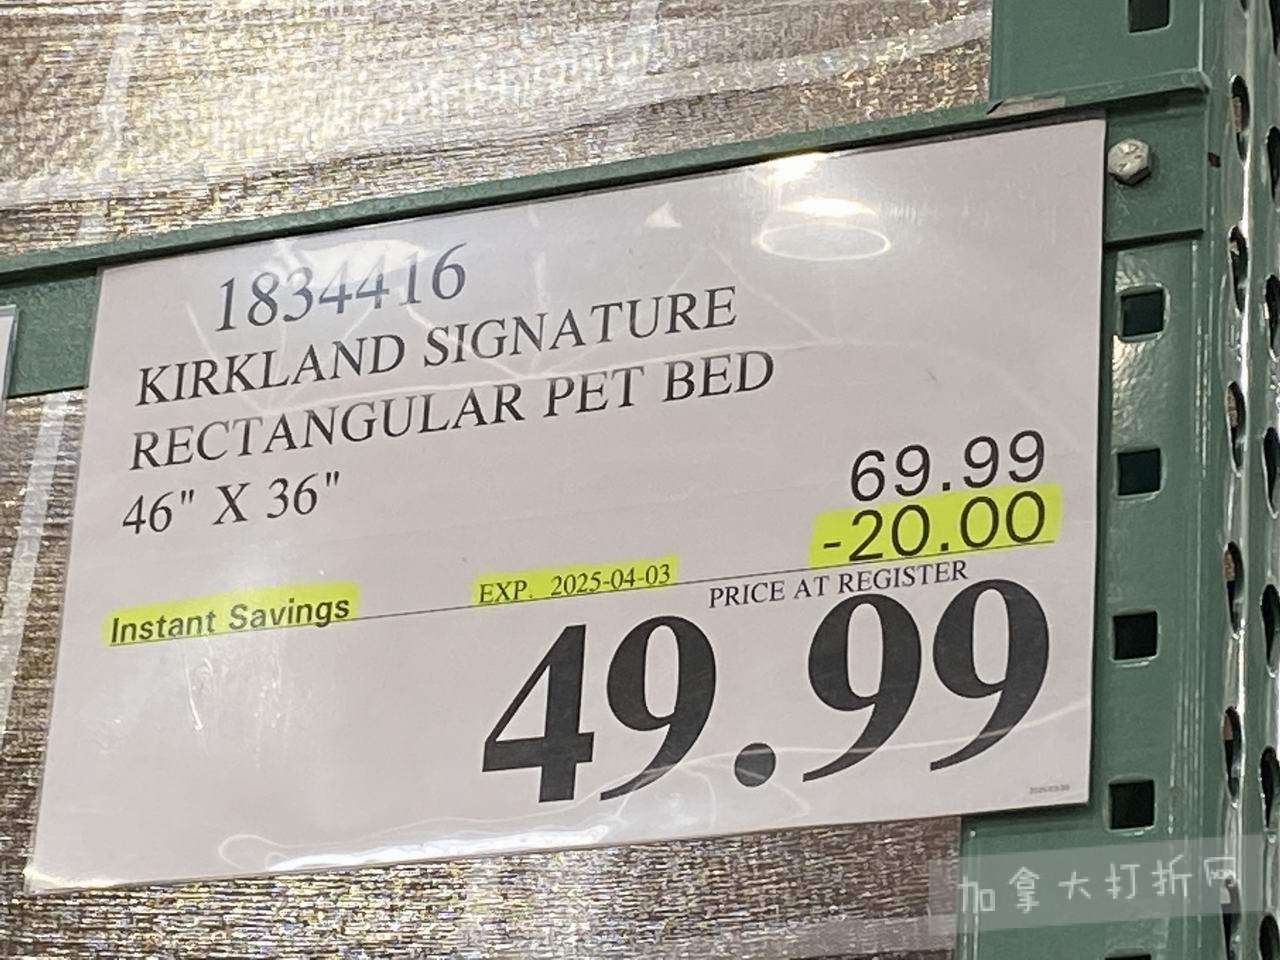 1834416
KIRKLAND SIGNATURE
RECTANGULAR PET BED
46" X 36"
69.99
-20.00
Instant Savings
EXP. 2025-04-03
PRICE AT REGISTER
49.99
加拿大打折网